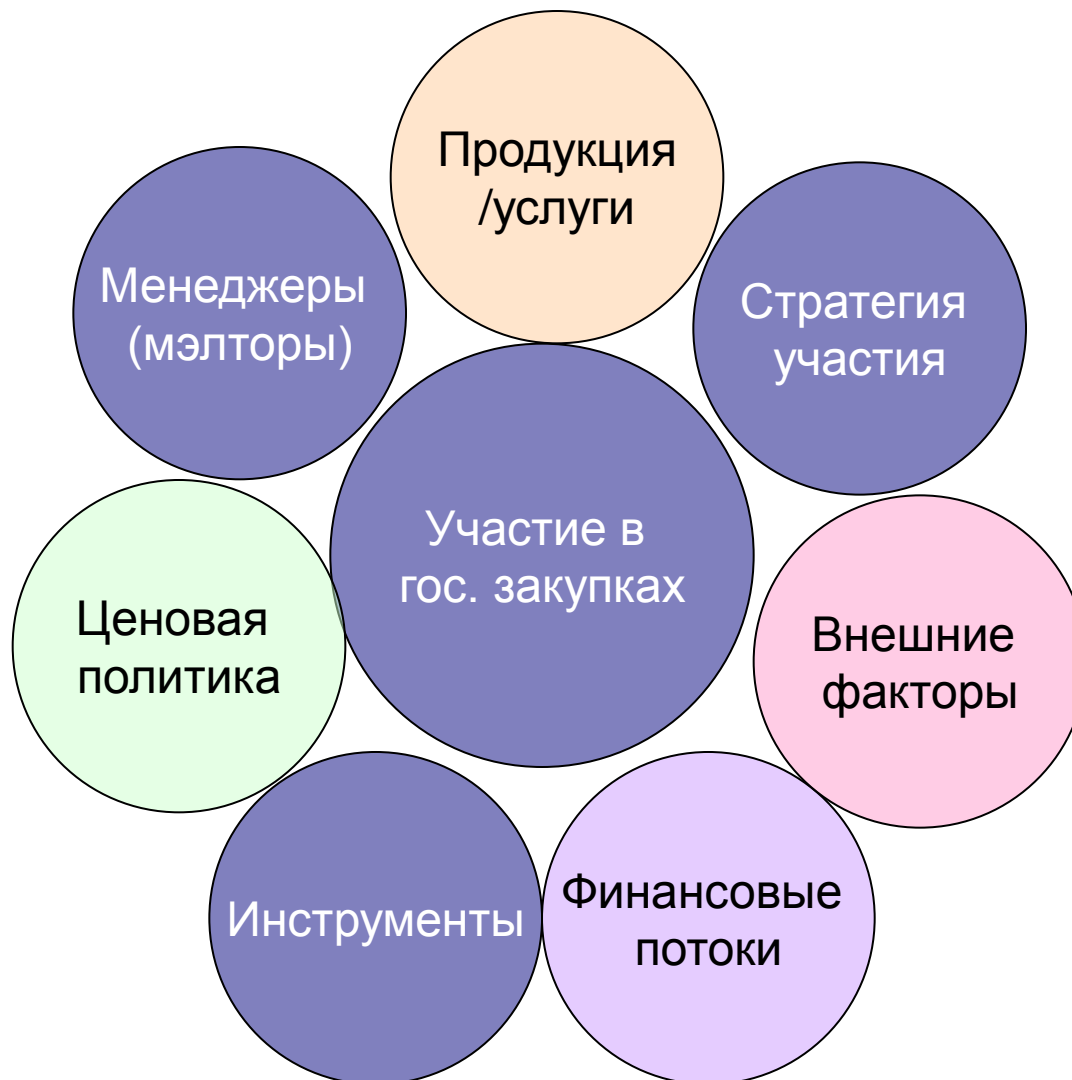 Продукция
/услуги
Менеджеры
(мэлторы)
Стратегия
участия
Участие в
гос. закупках
Ценовая
политика
Внешние
факторы
Инструменты
Финансовые
потоки